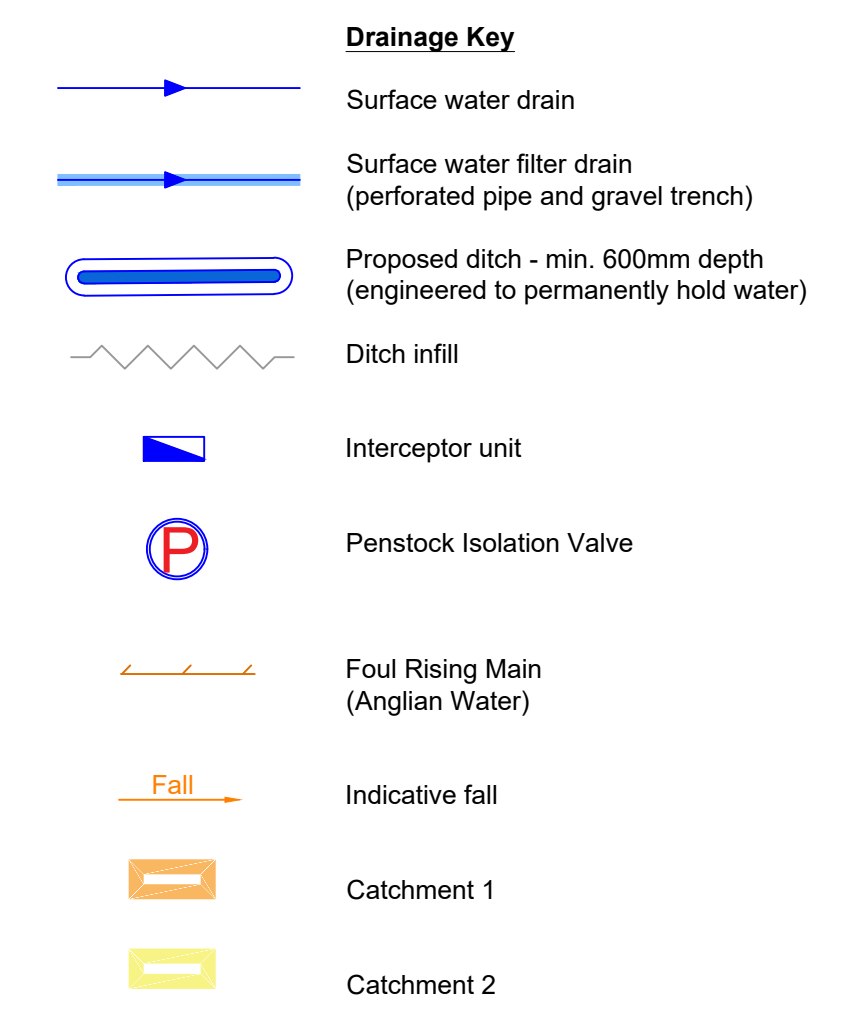 Drainage Key
Surface water drain
Surface water filter drain
(perforated pipe and gravel trench)
Proposed ditch - min. 600mm depth
(engineered to permanently hold water)
Ditch infill
Interceptor unit
P
Penstock Isolation Valve
Foul Rising Main
(Anglian Water)
Fall
Indicative fall
Catchment 1
Catchment 2